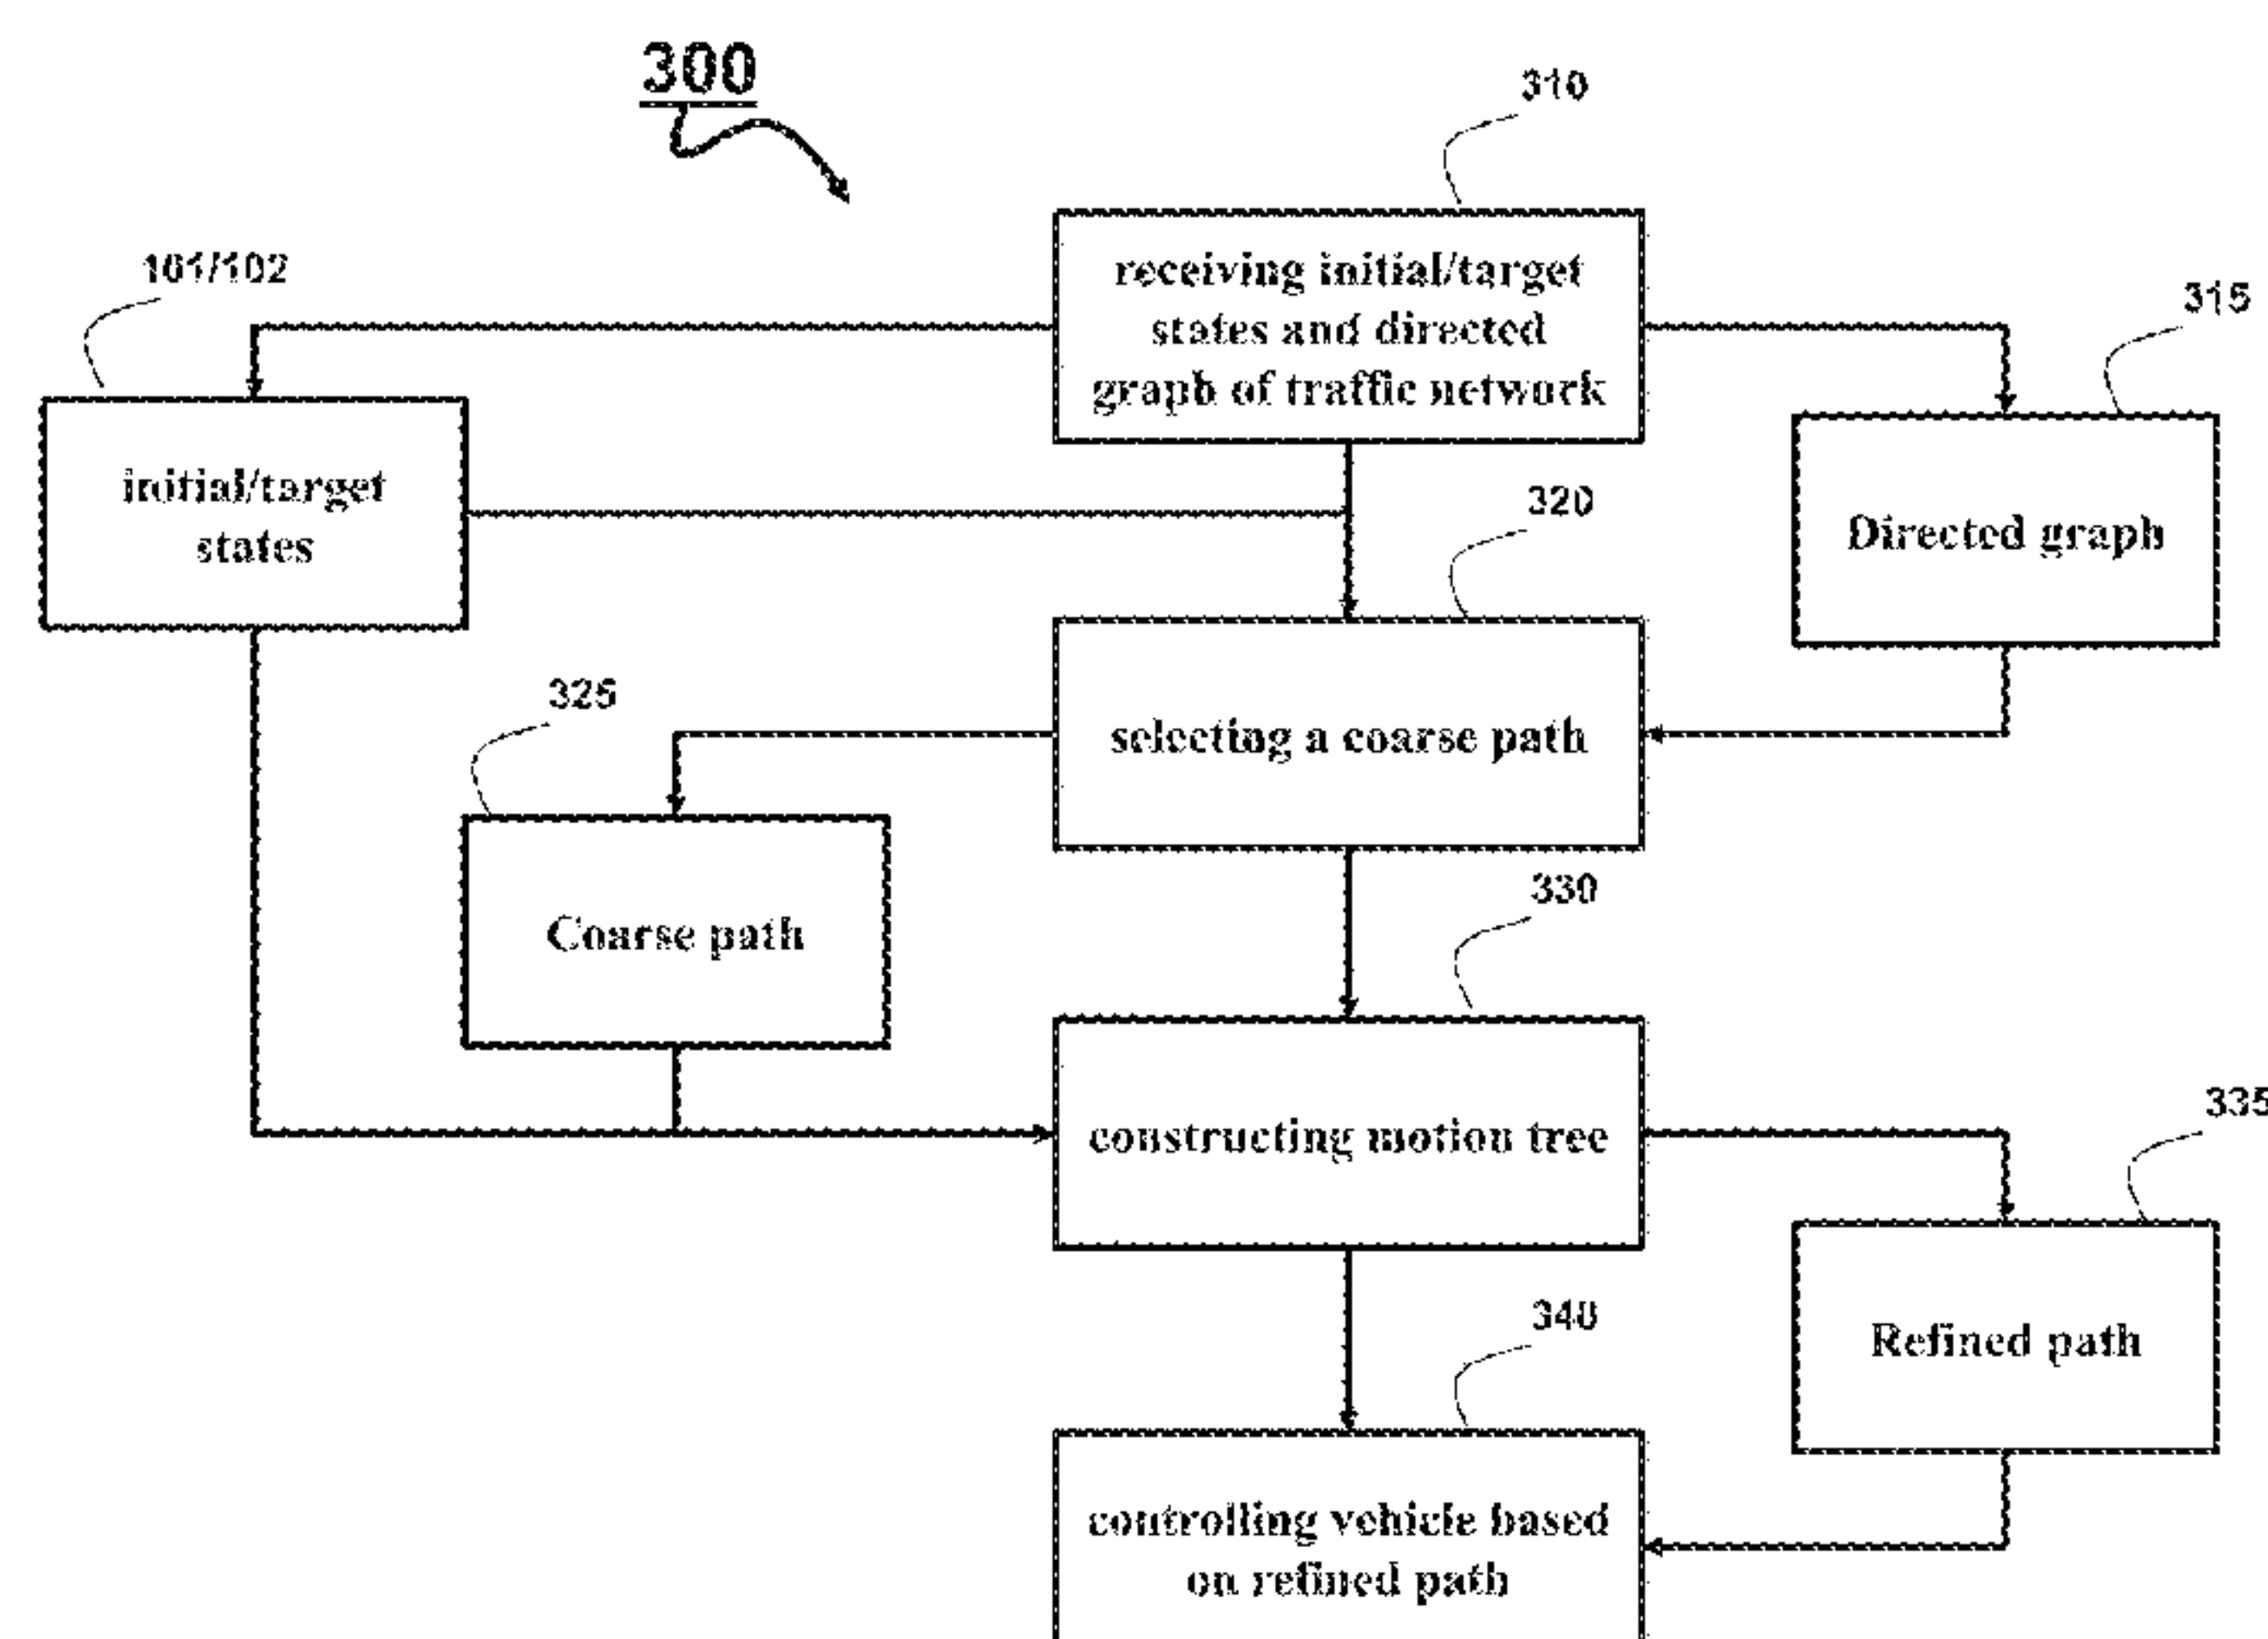 300
310
101/102
receiving initial/target
states and directed
graph of traffic network
315
initial/target
states
320
Directed graph
325
selecting a coarse path
330
Coarse path
335
constructing motion tree
340
Refined path
controlling vehicle based
on refined path